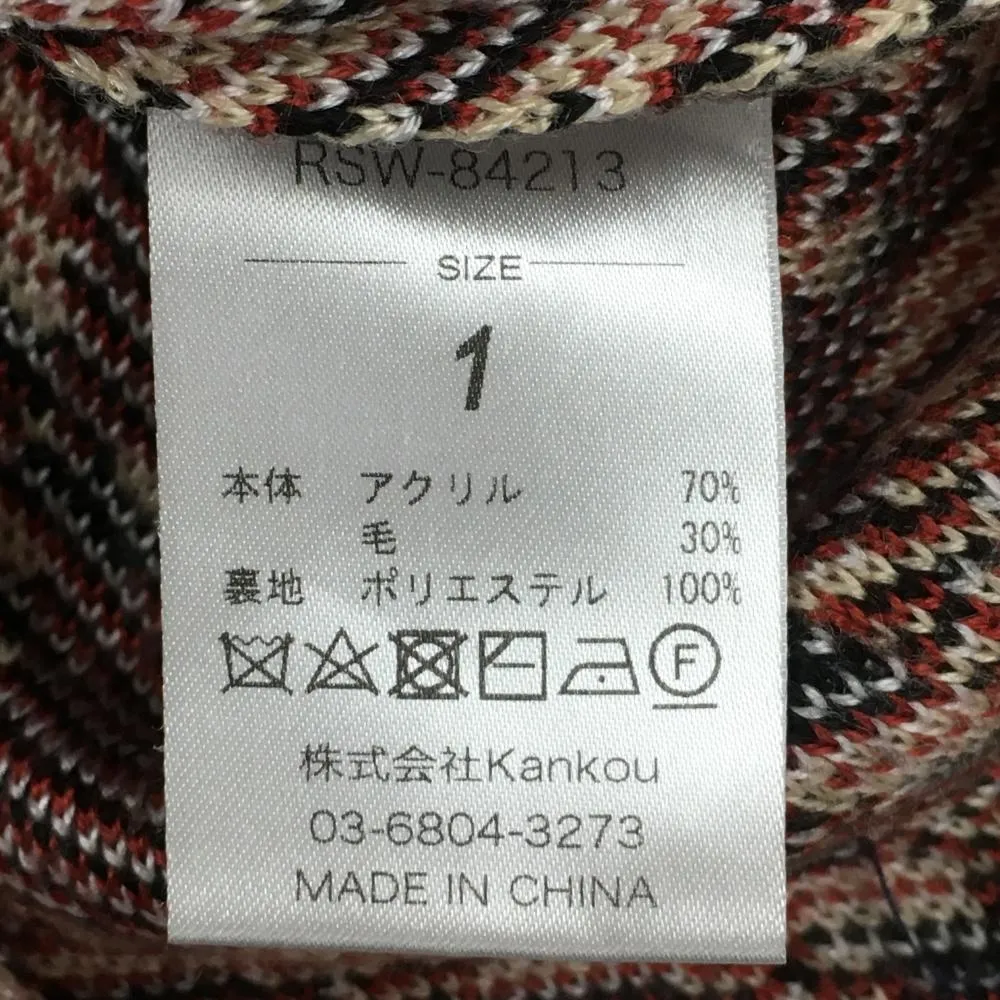 RSW-84213
SIZE
1
本体 アクリル 70%
毛 30%
裏地 ポリエステル 100%
F
株式会社Kankou
03-6804-3273
MADE IN CHINA